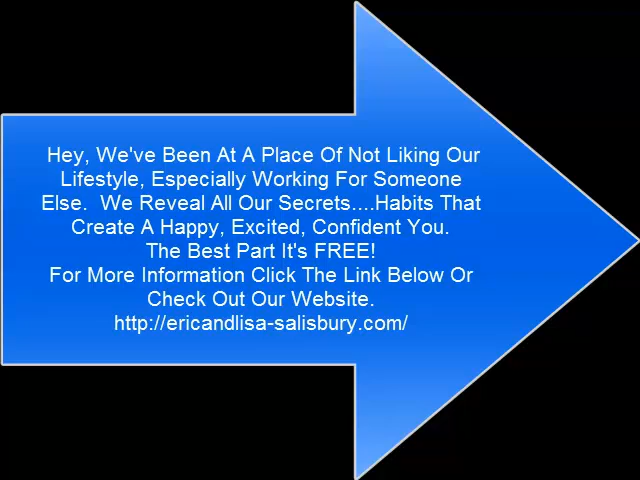 Hey, We've Been At A Place Of Not Liking Our
Lifestyle, Especially Working For Someone
Else.  We Reveal All Our Secrets....Habits That
Create A Happy, Excited, Confident You.
The Best Part It's FREE!
For More Information Click The Link Below Or
Check Out Our Website.
http://ericandlisa-salisbury.com/